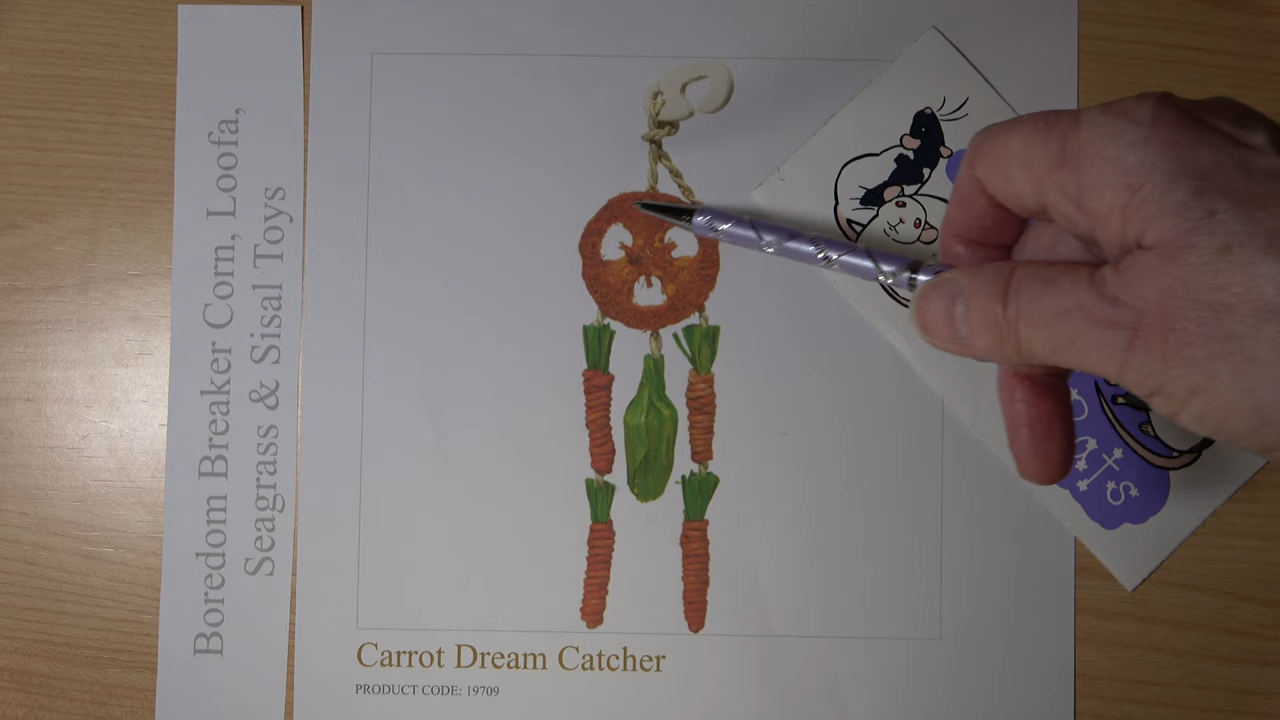 Boredom Breaker Corn, Loofa,
Seagrass & Sisal Toys
Carrot Dream Catcher
PRODUCT CODE: 19709